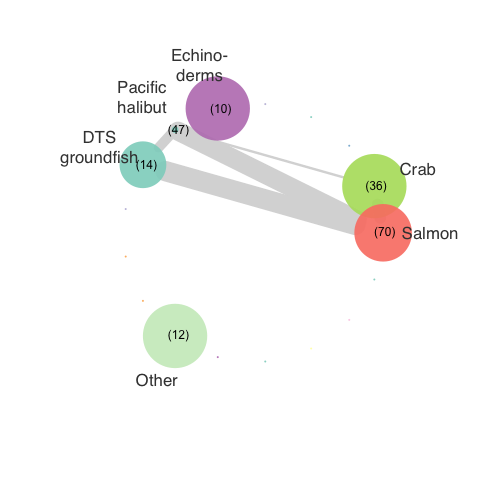 Echino-
derms
(10)
Pacific
halibut
(47)
DTS
groundfish
(14)
Crab
(36)
Salmon
(70)
Other
(12)